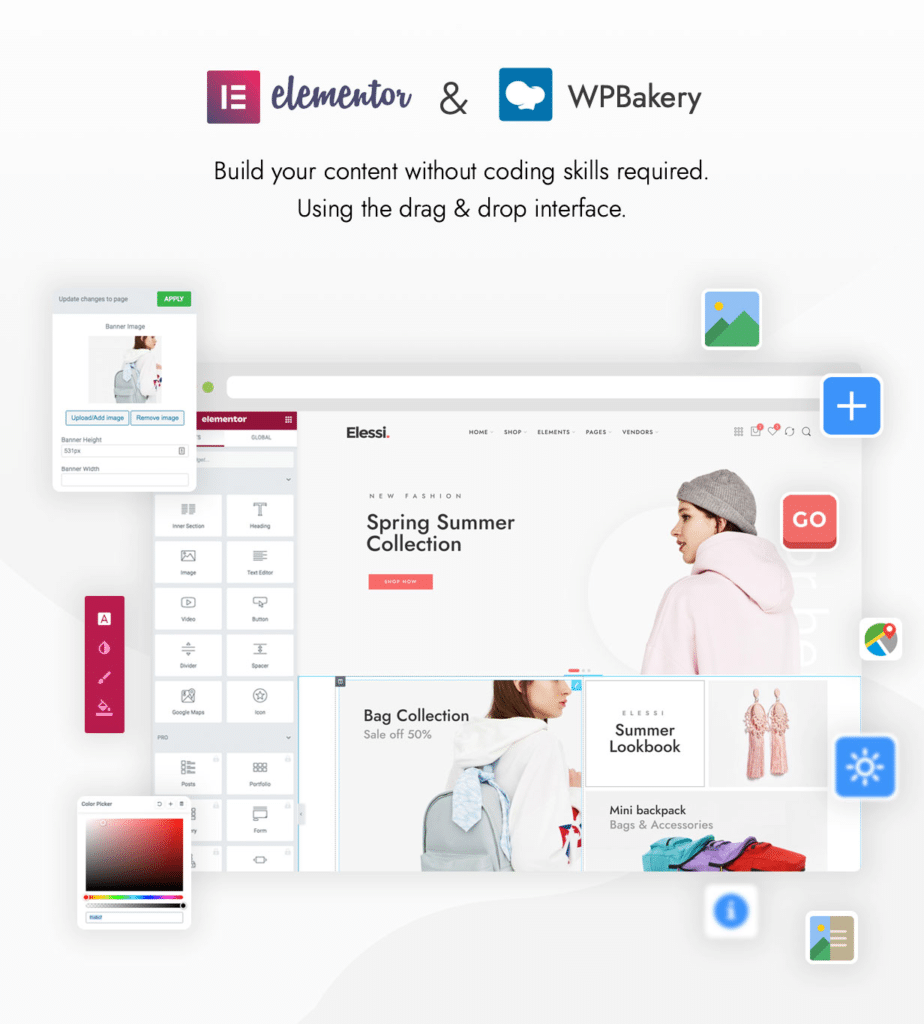 elementor & WPBakery
Build your content without coding skills required.
Using the drag & drop interface.
Update changes to page
APPLY
Banner Image
Upload/Add image
Remove image
Banner Height
531px
Banner Width
elementor
GLOBAL
Inner Section
Heading
Image
Text Editor
Video
Button
Divider
Spacer
Google Maps
Icon
PRO
Posts
Portfolio
Form
A
Color Picker
Elessi.
HOME
SHOP
ELEMENTS
PAGES
VENDORS
NEW FASHION
Spring Summer
Collection
SHOP NOW
GO
Bag Collection
Sale off 50%
ELESSI
Summer
Lookbook
Mini backpack
Bags & Accessories